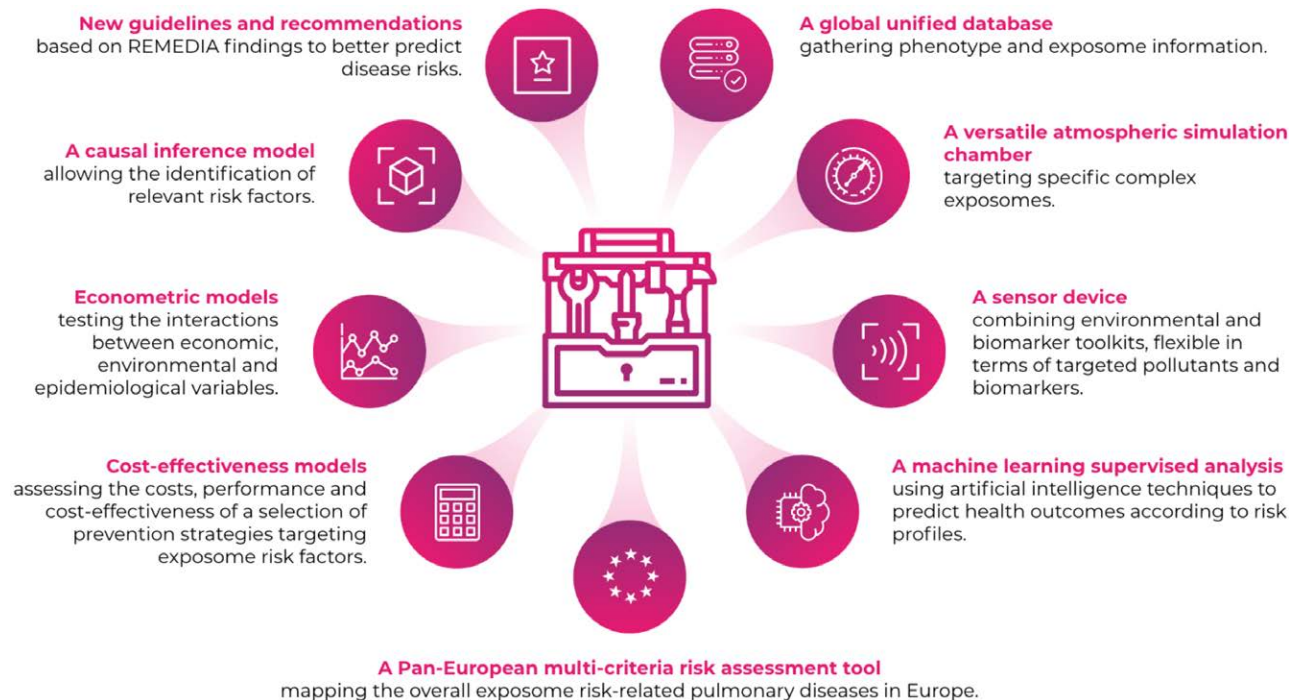 New guidelines and recommendations
based on REMEDIA findings to better predict
disease risks.
A global unified database
gathering phenotype and exposome information.
A causal inference model
allowing the identification of
relevant risk factors.
A versatile atmospheric simulation
chamber
targeting specific complex
exposomes.
Econometric models
testing the interactions
between economic,
environmental and
epidemiological variables.
A sensor device
combining environmental and
biomarker toolkits, flexible in
terms of targeted pollutants and
biomarkers.
Cost-effectiveness models
assessing the costs, performance and
cost-effectiveness of a selection of
prevention strategies targeting
exposome risk factors.
A machine learning supervised analysis
using artificial intelligence techniques to
predict health outcomes according to risk
profiles.
A Pan-European multi-criteria risk assessment tool
mapping the overall exposome risk-related pulmonary diseases in Europe.